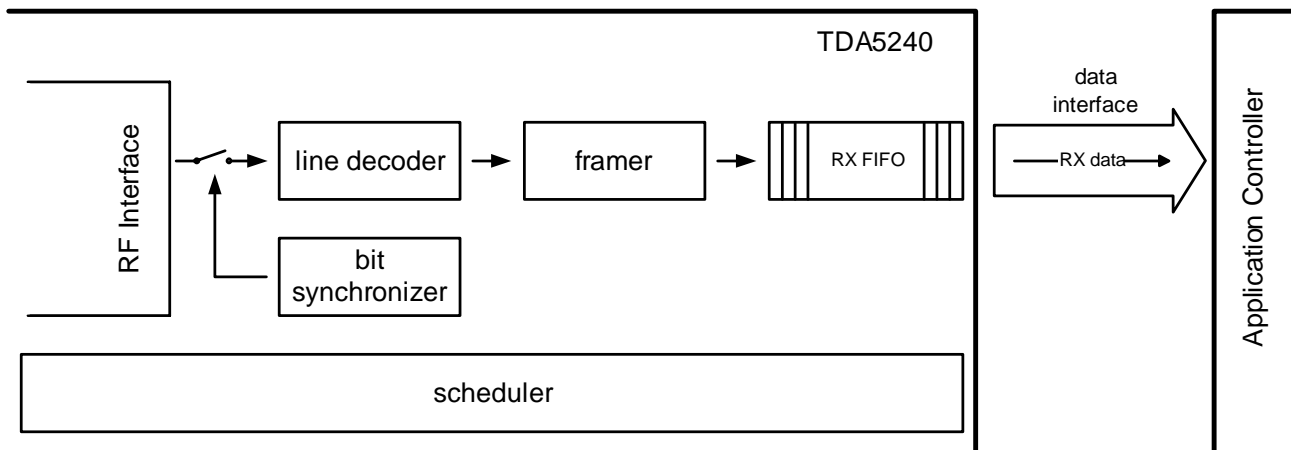 TDA5240
data
interface
RF Interface
line decoder
framer
RX FIFO
RX data
bit
synchronizer
scheduler
Application Controller